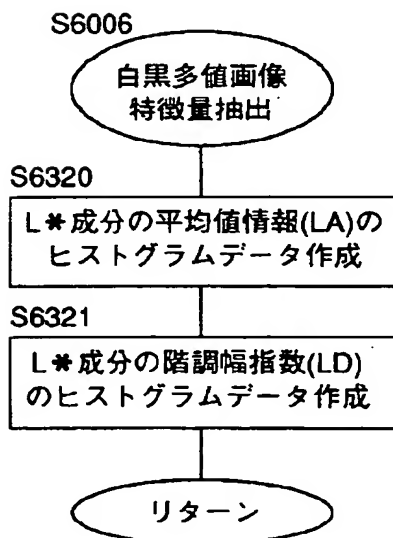 S6006
白黒多値画像
特徴量抽出
S6320
L*成分の平均値情報(LA)の
ヒストグラムデータ作成
S6321
L*成分の階調幅指数(LD)
のヒストグラムデータ作成
リターン